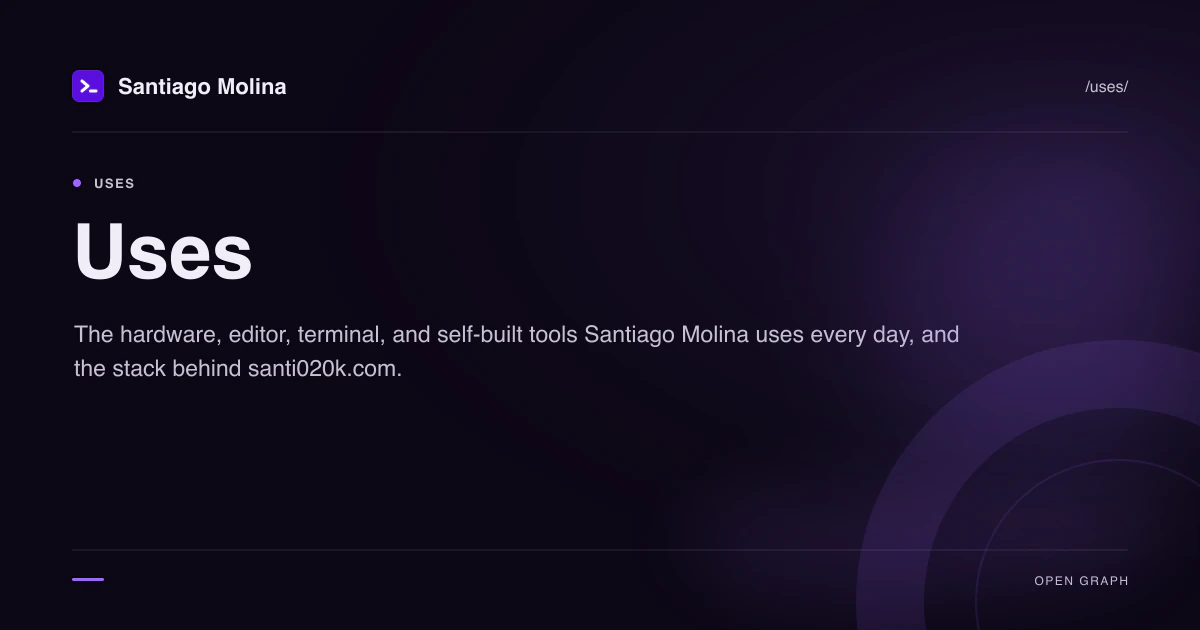 Santiago Molina
/uses/
USES
Uses
The hardware, editor, terminal, and self-built tools Santiago Molina uses every day, and
the stack behind santi020k.com.
OPEN GRAPH